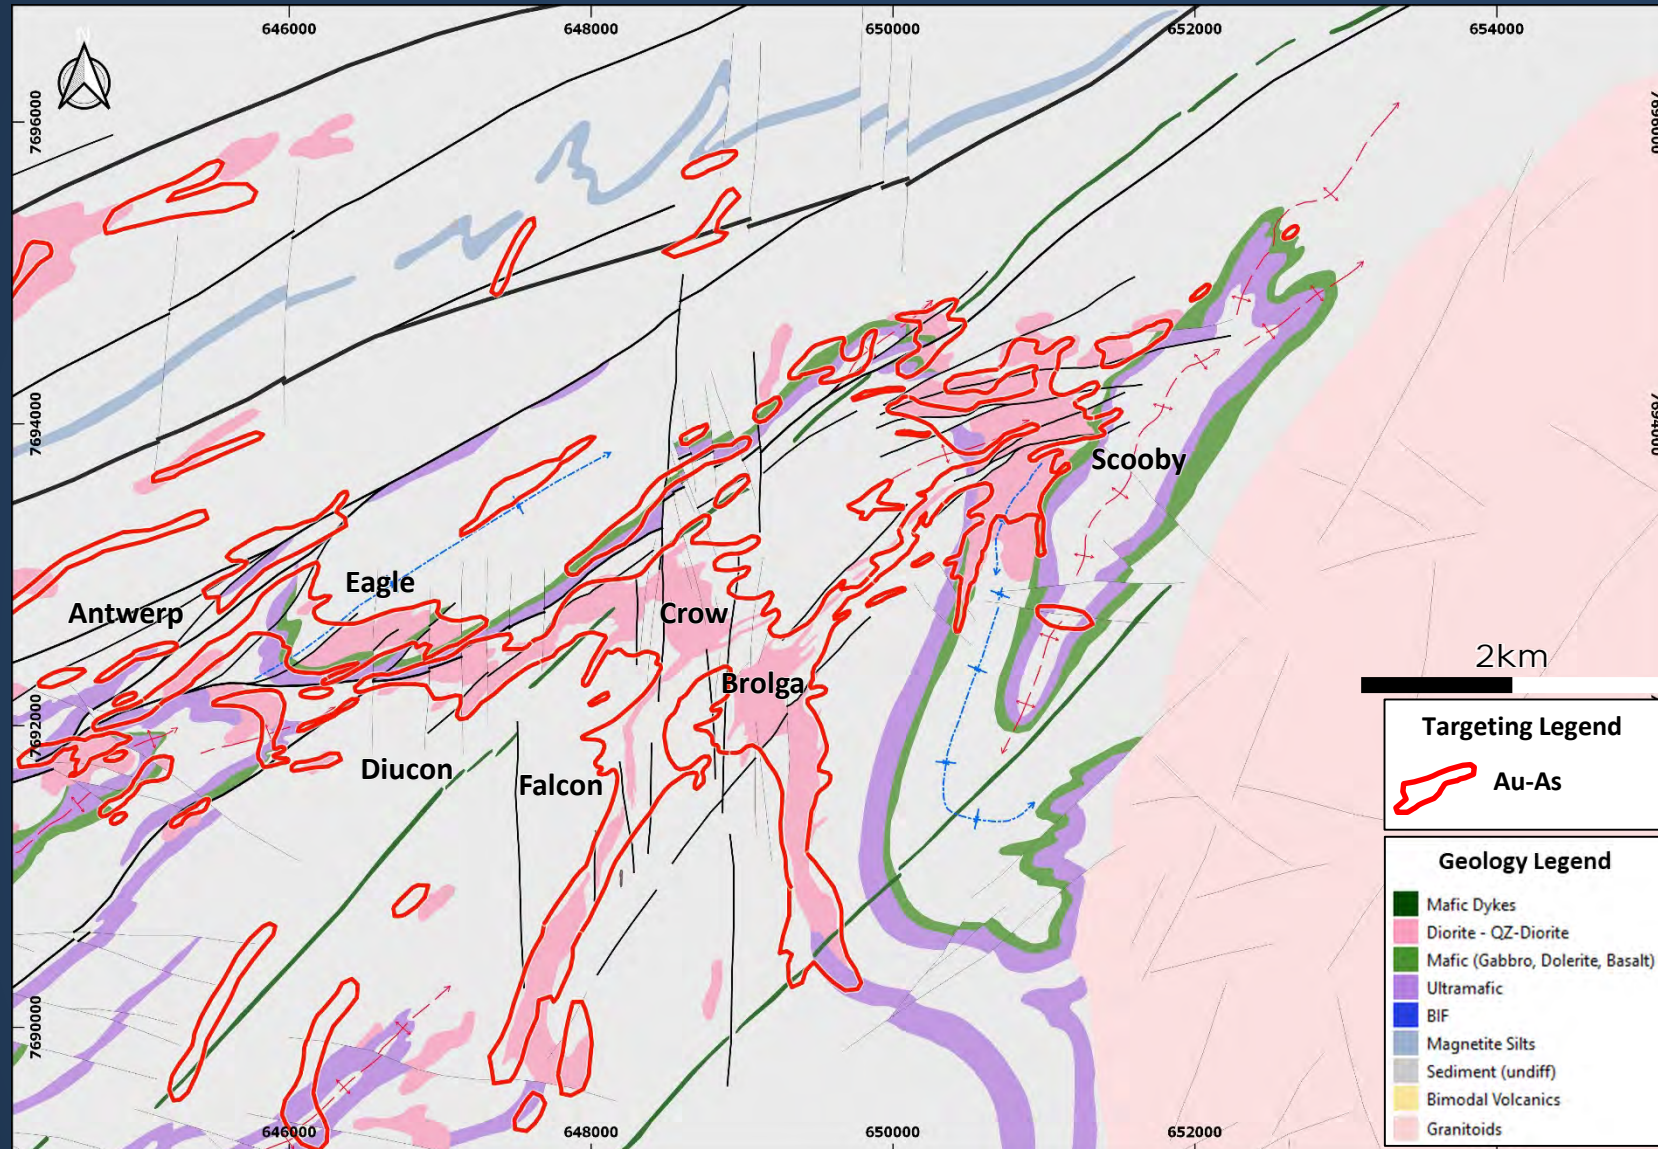 N
646000
648000
650000
652000
654000
7696000
7696000
7694000
7694000
Scooby
Eagle
Antwerp
Crow
2km
Brolga
7692000
Targeting Legend
Au-As
Diucon
Falcon
Geology Legend
Mafic Dykes
Diorite - QZ-Diorite
Mafic (Gabbro, Dolerite, Basalt)
Ultramafic
BIF
Magnetite Silts
Sediment (undiff)
Bimodal Volcanics
Granitoids
7690000
646000
648000
650000
652000